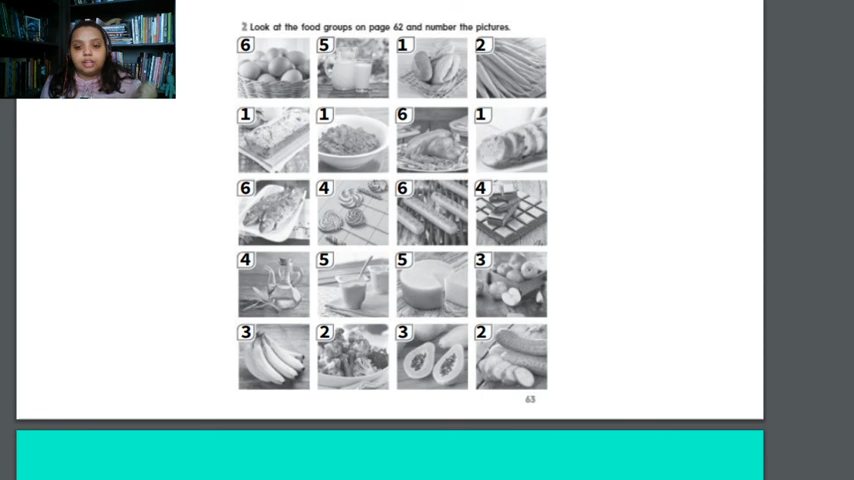 2 Look at the food groups on page 62 and number the pictures.
6 5 1 2
1 1 6 1
6 4 6 4
4 5 5 3
3 2 3 2
63